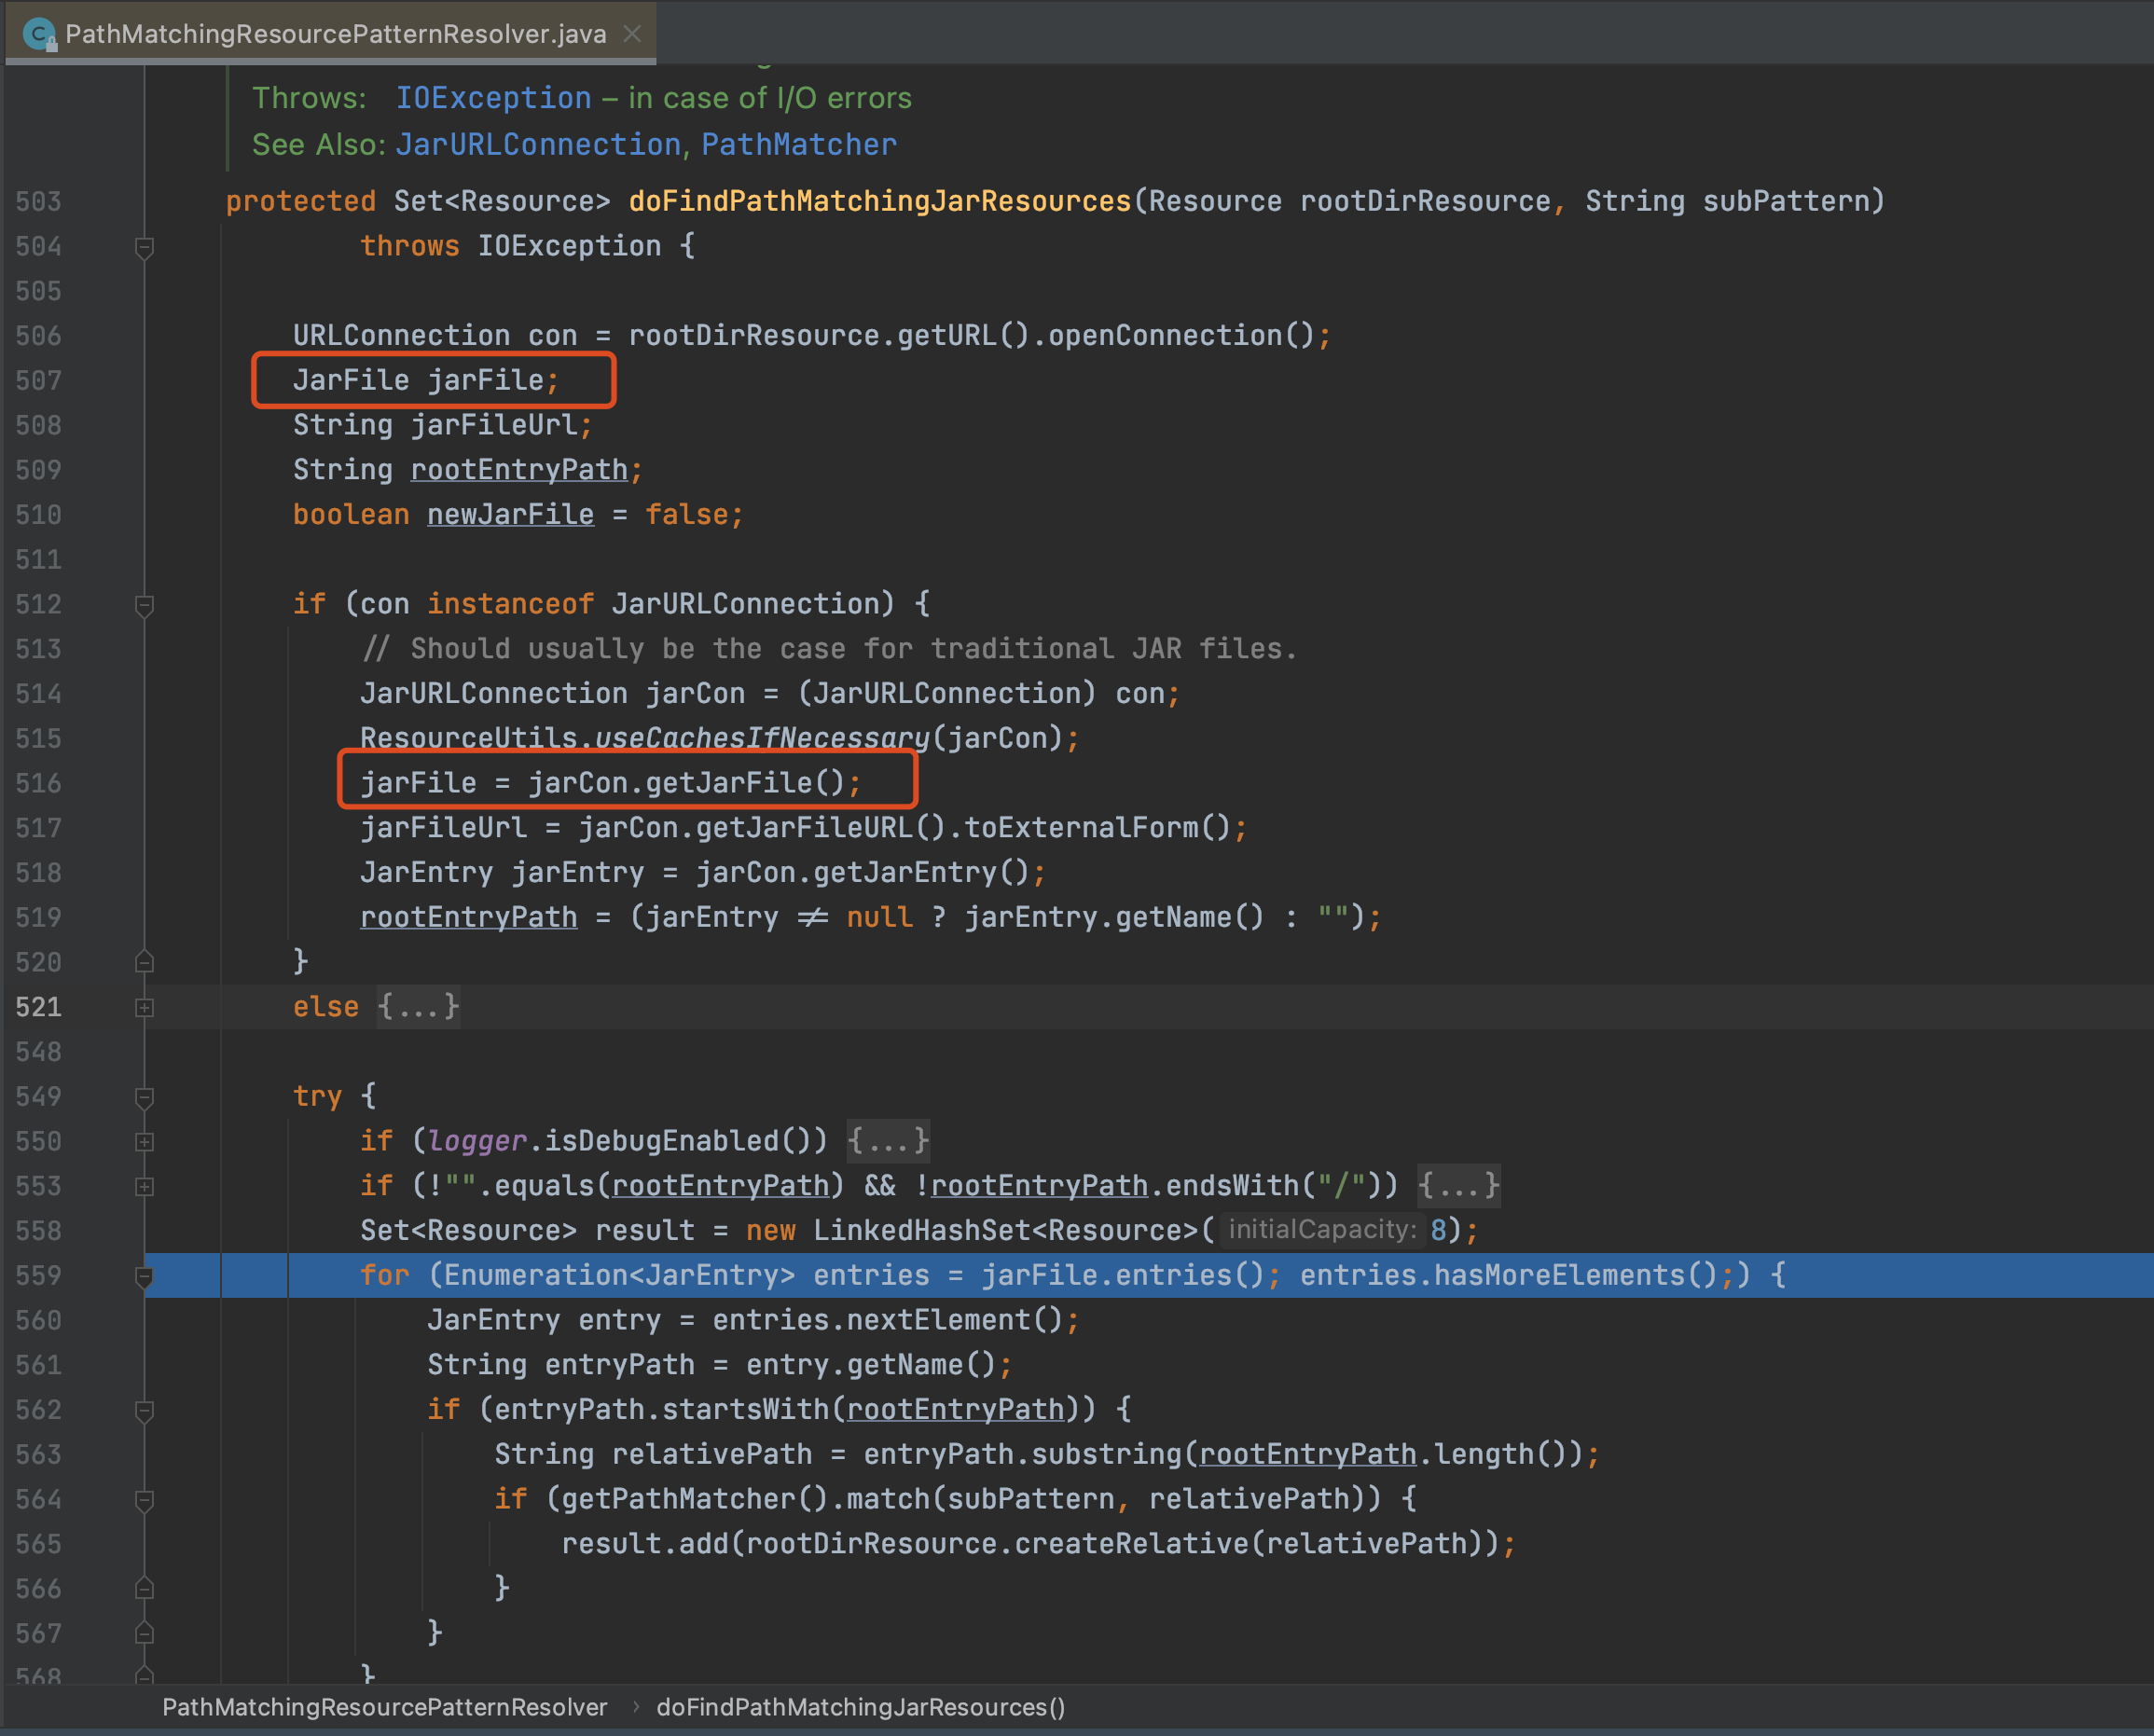 PathMatchingResourcePatternResolver.java
Throws: IOException – in case of I/O errors
See Also: JarURLConnection, PathMatcher
503 protected Set<Resource> doFindPathMatchingJarResources(Resource rootDirResource, String subPattern)
504 throws IOException {
505
506 URLConnection con = rootDirResource.getURL().openConnection();
507 JarFile jarFile;
508 String jarFileUrl;
509 String rootEntryPath;
510 boolean newJarFile = false;
511
512 if (con instanceof JarURLConnection) {
513 // Should usually be the case for traditional JAR files.
514 JarURLConnection jarCon = (JarURLConnection) con;
515 ResourceUtils.useCachesIfNecessary(jarCon);
516 jarFile = jarCon.getJarFile();
517 jarFileUrl = jarCon.getJarFileURL().toExternalForm();
518 JarEntry jarEntry = jarCon.getJarEntry();
519 rootEntryPath = (jarEntry ≠ null ? jarEntry.getName() : "");
520 }
521 else {...}
548
549 try {
550 if (logger.isDebugEnabled()) {...}
553 if (!"".equals(rootEntryPath) && !rootEntryPath.endsWith("/")) {...}
558 Set<Resource> result = new LinkedHashSet<Resource>( initialCapacity: 8);
559 for (Enumeration<JarEntry> entries = jarFile.entries(); entries.hasMoreElements();) {
560 JarEntry entry = entries.nextElement();
561 String entryPath = entry.getName();
562 if (entryPath.startsWith(rootEntryPath)) {
563 String relativePath = entryPath.substring(rootEntryPath.length());
564 if (getPathMatcher().match(subPattern, relativePath)) {
565 result.add(rootDirResource.createRelative(relativePath));
566 }
567 }
568 }
PathMatchingResourcePatternResolver › doFindPathMatchingJarResources()